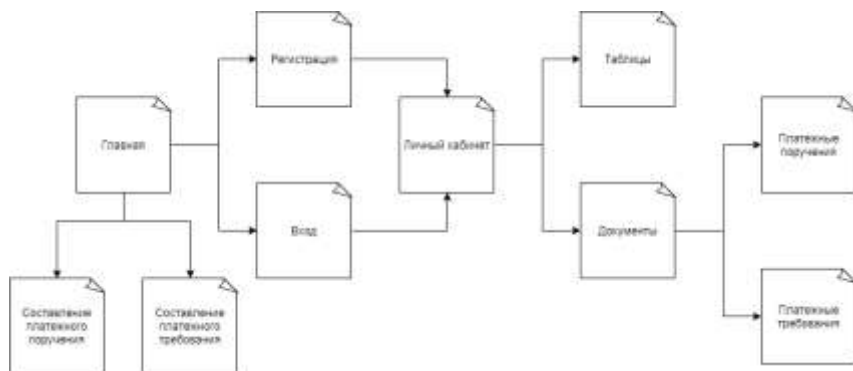 Регистрация
Таблицы
Главная
Личный кабинет
Платежные
поручения
Вход
Документы
Составление
платежного
поручения
Составление
платежного
требования
Платежные
требования